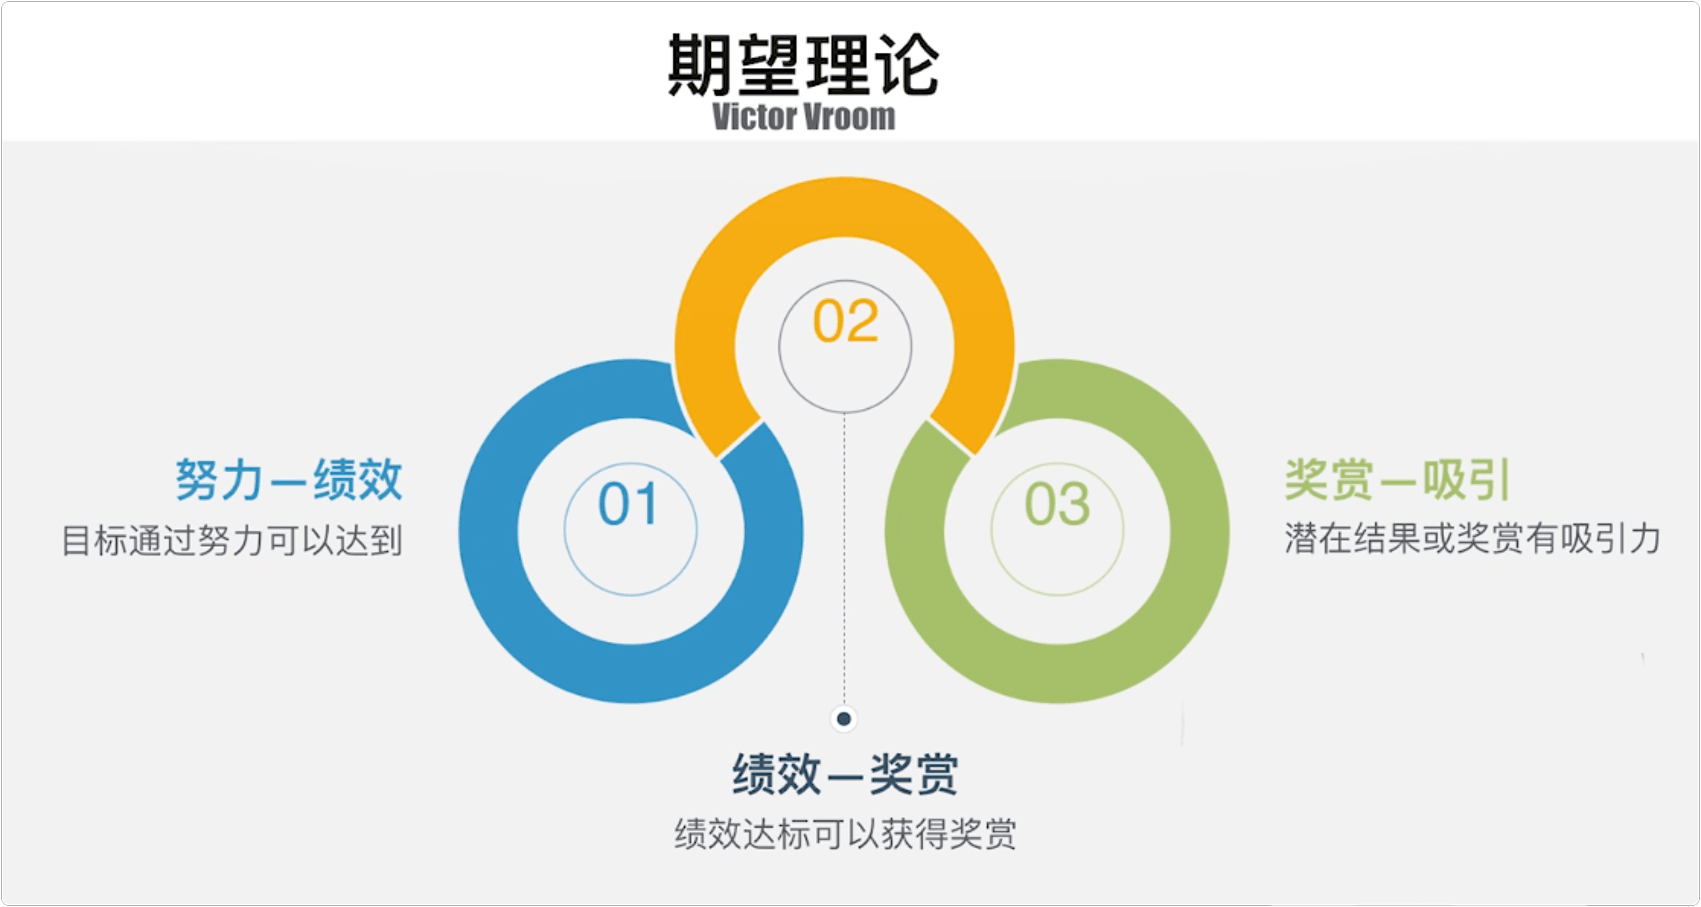 期望理论
Victor Vroom
01
努力—绩效
目标通过努力可以达到
02
绩效—奖赏
绩效达标可以获得奖赏
03
奖赏—吸引
潜在结果或奖赏有吸引力